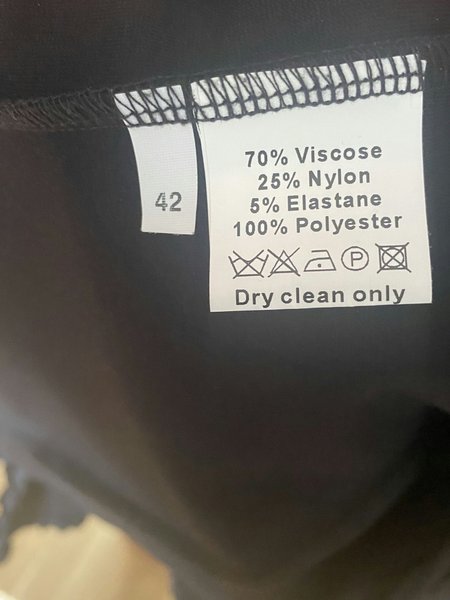 42
70% Viscose
25% Nylon
5% Elastane
100% Polyester
P
Dry clean only